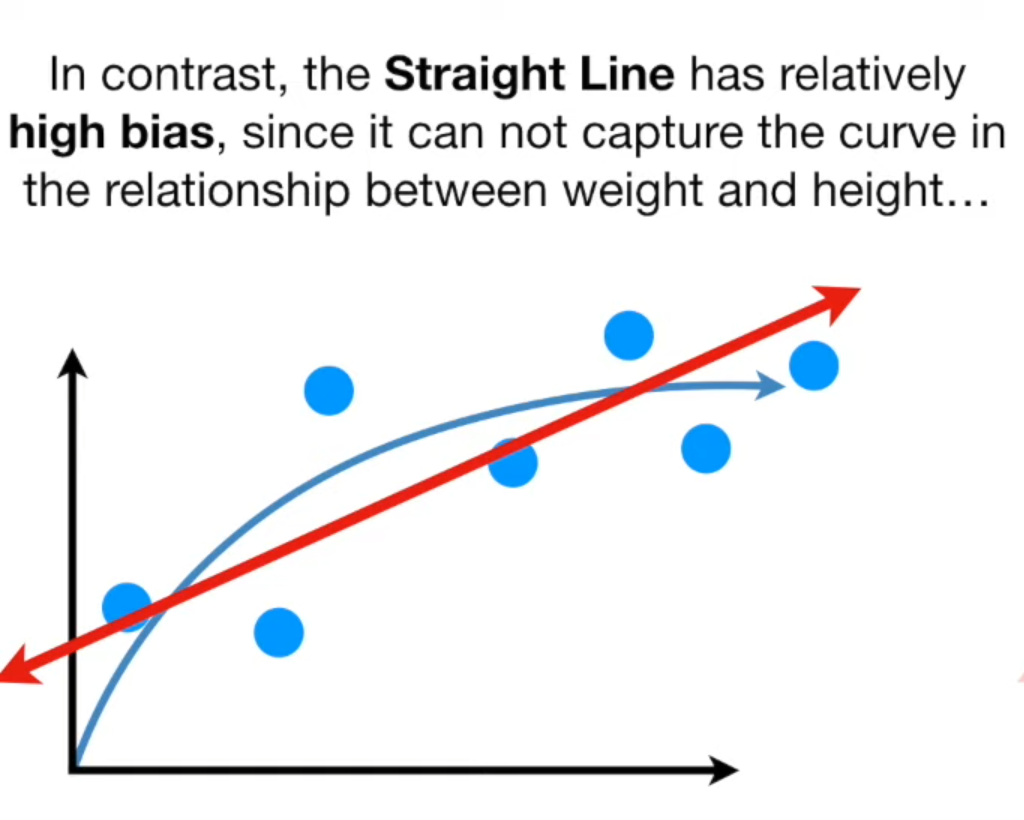 In contrast, the Straight Line has relatively
high bias, since it can not capture the curve in
the relationship between weight and height...